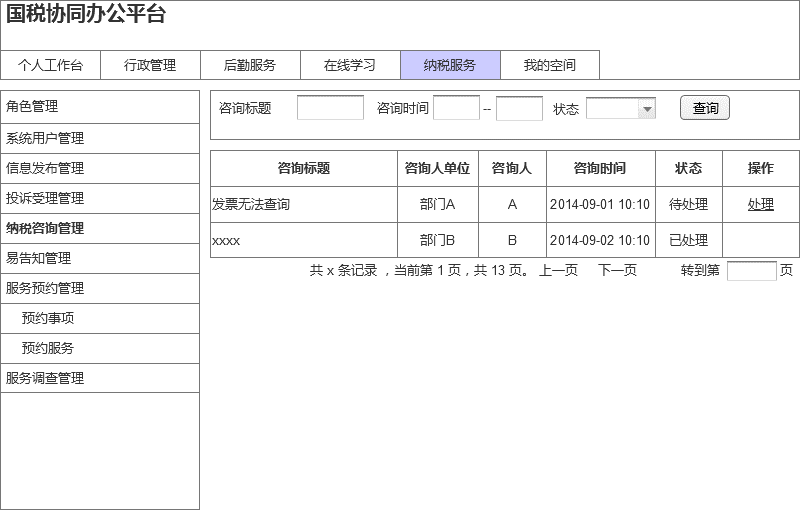 国税协同办公平台
个人工作台 行政管理 后勤服务 在线学习 纳税服务 我的空间
角色管理
系统用户管理
信息发布管理
投诉受理管理
纳税咨询管理
易告知管理
服务预约管理
预约事项
预约服务
服务调查管理
咨询标题 咨询时间 -- 状态 查询
咨询标题 咨询人单位 咨询人 咨询时间 状态 操作
发票无法查询 部门A A 2014-09-01 10:10 待处理 处理
xxxx 部门B B 2014-09-02 10:10 已处理
共 x 条记录 ，当前第 1 页，共 13 页。 上一页 下一页 转到第 页